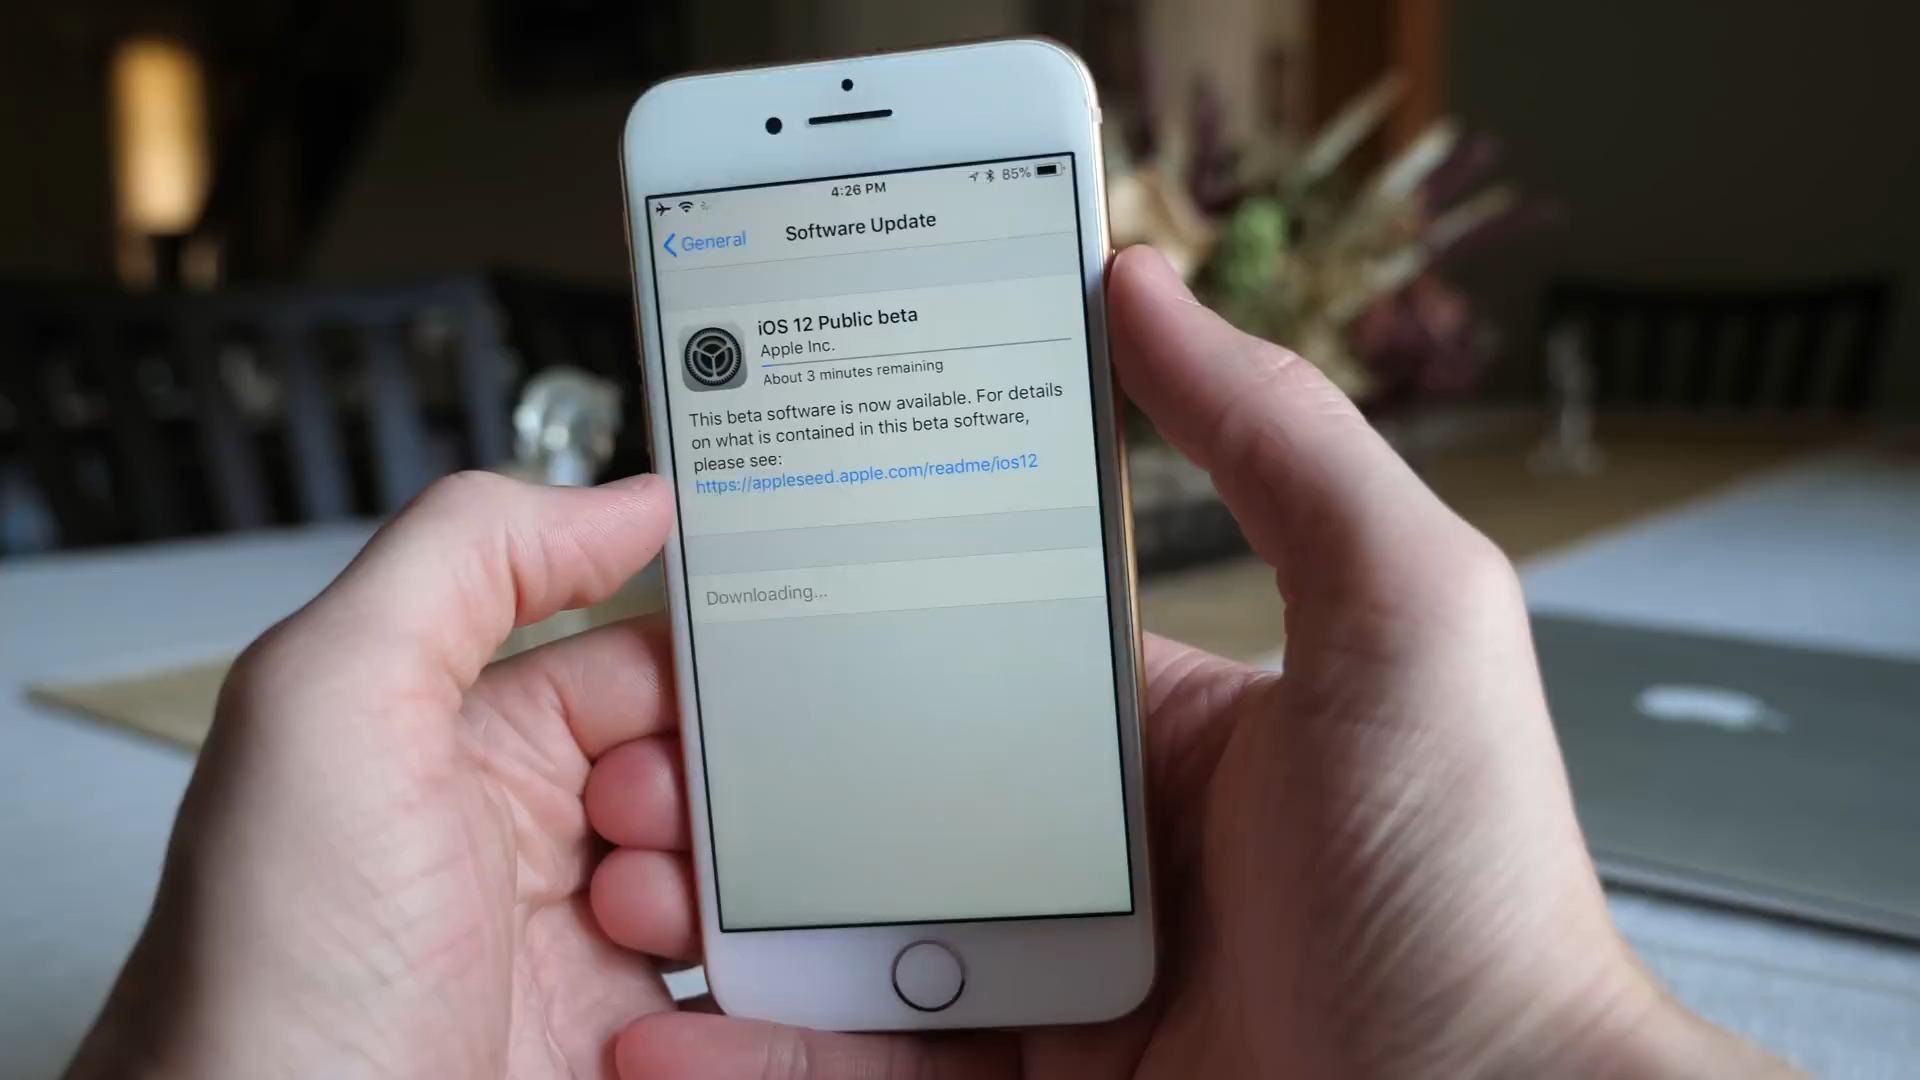 4:26 PM
85%
General
Software Update
iOS 12 Public beta
Apple Inc.
About 3 minutes remaining
This beta software is now available. For details
on what is contained in this beta software,
please see:
https://appleseed.apple.com/readme/ios12
Downloading...